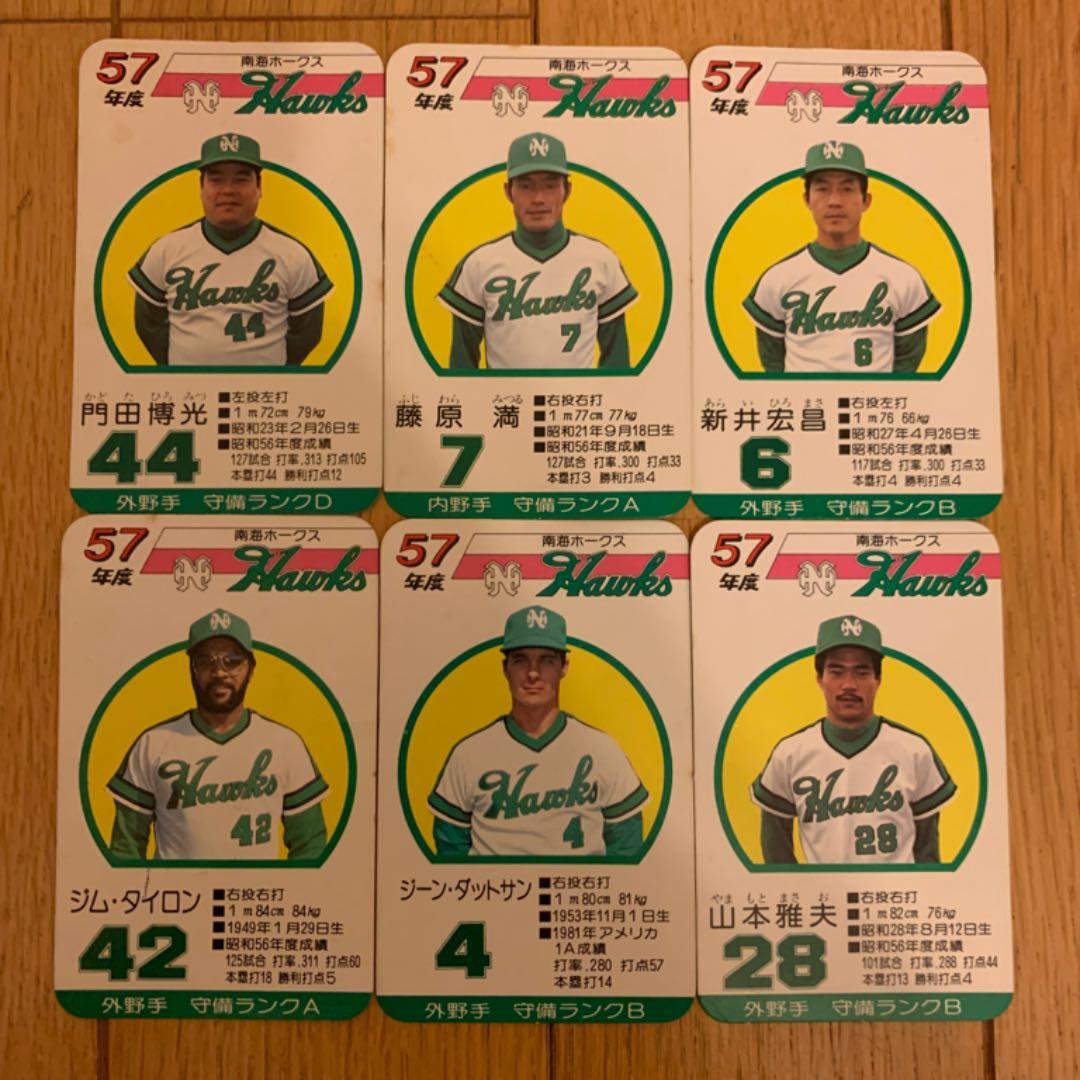 57
年度
南海ホークス
Hawks
Hawks
44
かど た ひろ みつ
門田博光
44
■左投左打
■1m72cm 79kg
■昭和23年2月26日生
■昭和56年度成績
127試合 打率.313 打点105
本塁打44 勝利打点12
外野手 守備ランクD
57
年度
南海ホークス
Hawks
Hawks
7
ふじ わら みつる
藤原 満
7
■右投右打
■1m77cm 77kg
■昭和21年9月18日生
■昭和56年度成績
127試合 打率.300 打点33
本塁打3 勝利打点4
内野手 守備ランクA
57
年度
南海ホークス
Hawks
Hawks
6
あら い ひろ まさ
新井宏昌
6
■右投左打
■1m76 66kg
■昭和27年4月26日生
■昭和56年度成績
117試合 打率.300 打点33
本塁打4 勝利打点4
外野手 守備ランクB
57
年度
南海ホークス
Hawks
Hawks
42
ジム・タイロン
42
■右投右打
■1m84cm 84kg
■1949年1月29日生
■昭和56年度成績
125試合 打率.311 打点60
本塁打18 勝利打点5
外野手 守備ランクA
57
年度
南海ホークス
Hawks
Hawks
4
ジーン・ダットサン
4
■右投右打
■1m80cm 81kg
■1953年11月1日生
■1981年アメリカ
1A成績
打率.280 打点57
本塁打14
外野手 守備ランクB
57
年度
南海ホークス
Hawks
Hawks
28
やま もと まさ お
山本雅夫
28
■右投右打
■1m82cm 76kg
■昭和28年8月12日生
■昭和56年度成績
101試合 打率.288 打点44
本塁打13 勝利打点4
外野手 守備ランクB